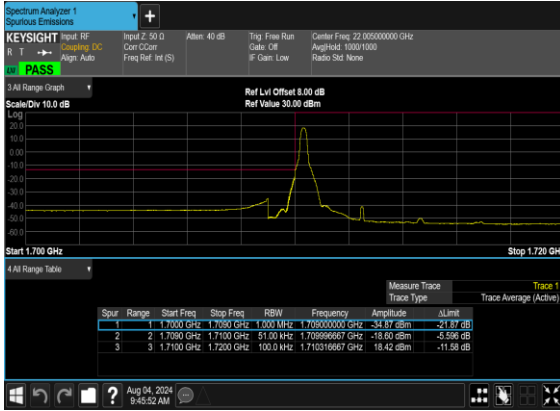 Spectrum Analyzer 1
Spurious Emissions
+
KEYSIGHT Input: RF Input Z: 50 Ω Atten: 40 dB Trig: Free Run Center Freq: 22.005000000 GHz
R T Coupling: DC Corr CCorr Gate: Off Avg|Hold: 1000/1000
Align: Auto Freq Ref: Int (S) IF Gain: Low Radio Std: None
PASS
3 All Range Graph Ref Lvl Offset 8.00 dB
Scale/Div 10.0 dB Ref Value 30.00 dBm
Log
20.0
10.0
0.00
-10.0
-20.0
-30.0
-40.0
-50.0
-60.0
Start 1.700 GHz Stop 1.720 GH
4 All Range Table
Measure Trace Trace 1
Trace Type Trace Average (Active)
Spur Range Start Freq Stop Freq RBW Frequency Amplitude ΔLimit
1 1 1.7000 GHz 1.7090 GHz 1.000 MHz 1.709000000 GHz -34.87 dBm -21.87 dB
2 2 1.7090 GHz 1.7100 GHz 51.00 kHz 1.709996667 GHz -18.60 dBm -5.596 dB
3 3 1.7100 GHz 1.7200 GHz 100.0 kHz 1.710316667 GHz 18.42 dBm -11.58 dB
? Aug 04, 2024
9:45:52 AM